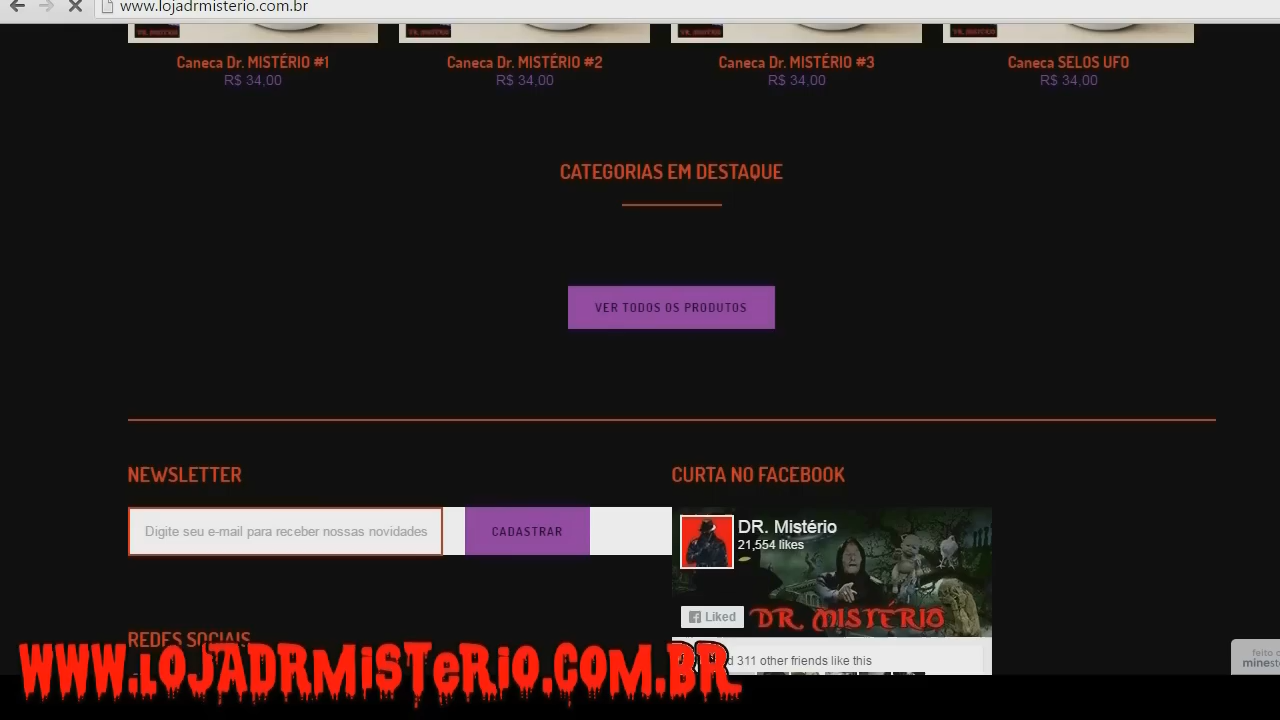 www.lojadrmisterio.com.br
Caneca Dr. MISTÉRIO #1
R$ 34,00
Caneca Dr. MISTÉRIO #2
R$ 34,00
Caneca Dr. MISTÉRIO #3
R$ 34,00
Caneca SELOS UFO
R$ 34,00
CATEGORIAS EM DESTAQUE
VER TODOS OS PRODUTOS
NEWSLETTER
Digite seu e-mail para receber nossas novidades
CADASTRAR
CURTA NO FACEBOOK
DR. Mistério
21,554 likes
Liked
DR. MISTÉRIO
311 other friends like this
REDES SOCIAIS
WWW.LOJADRMiSTeRIO.COM.BR
feito c
minest